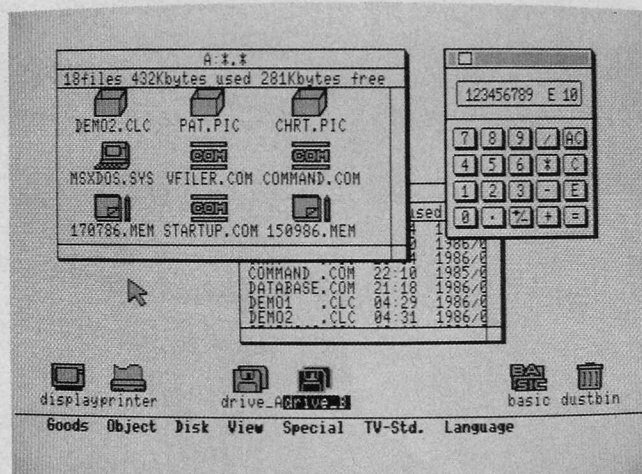 A:*.*
18files 432Kbytes used 281Kbytes free
DEMO2.CLC PAT.PIC CHRT.PIC
COM COM
MSXDOS.SYS VFILER.COM COMMAND.COM
COM
170786.MEM STARTUP.COM 150986.MEM
123456789 E 10
7 8 9 / AC
4 5 6 * C
1 2 3 - E
0 . +/- + =
used
1986/0
1986/0
COMMAND .COM 22:10 1985/0
DATABASE.COM 21:18 1986/0
DEMO1 .CLC 04:29 1986/0
DEMO2 .CLC 04:31 1986/0
BASIC
display printer drive_A drive_B basic dustbin
Goods Object Disk View Special TV-Std. Language